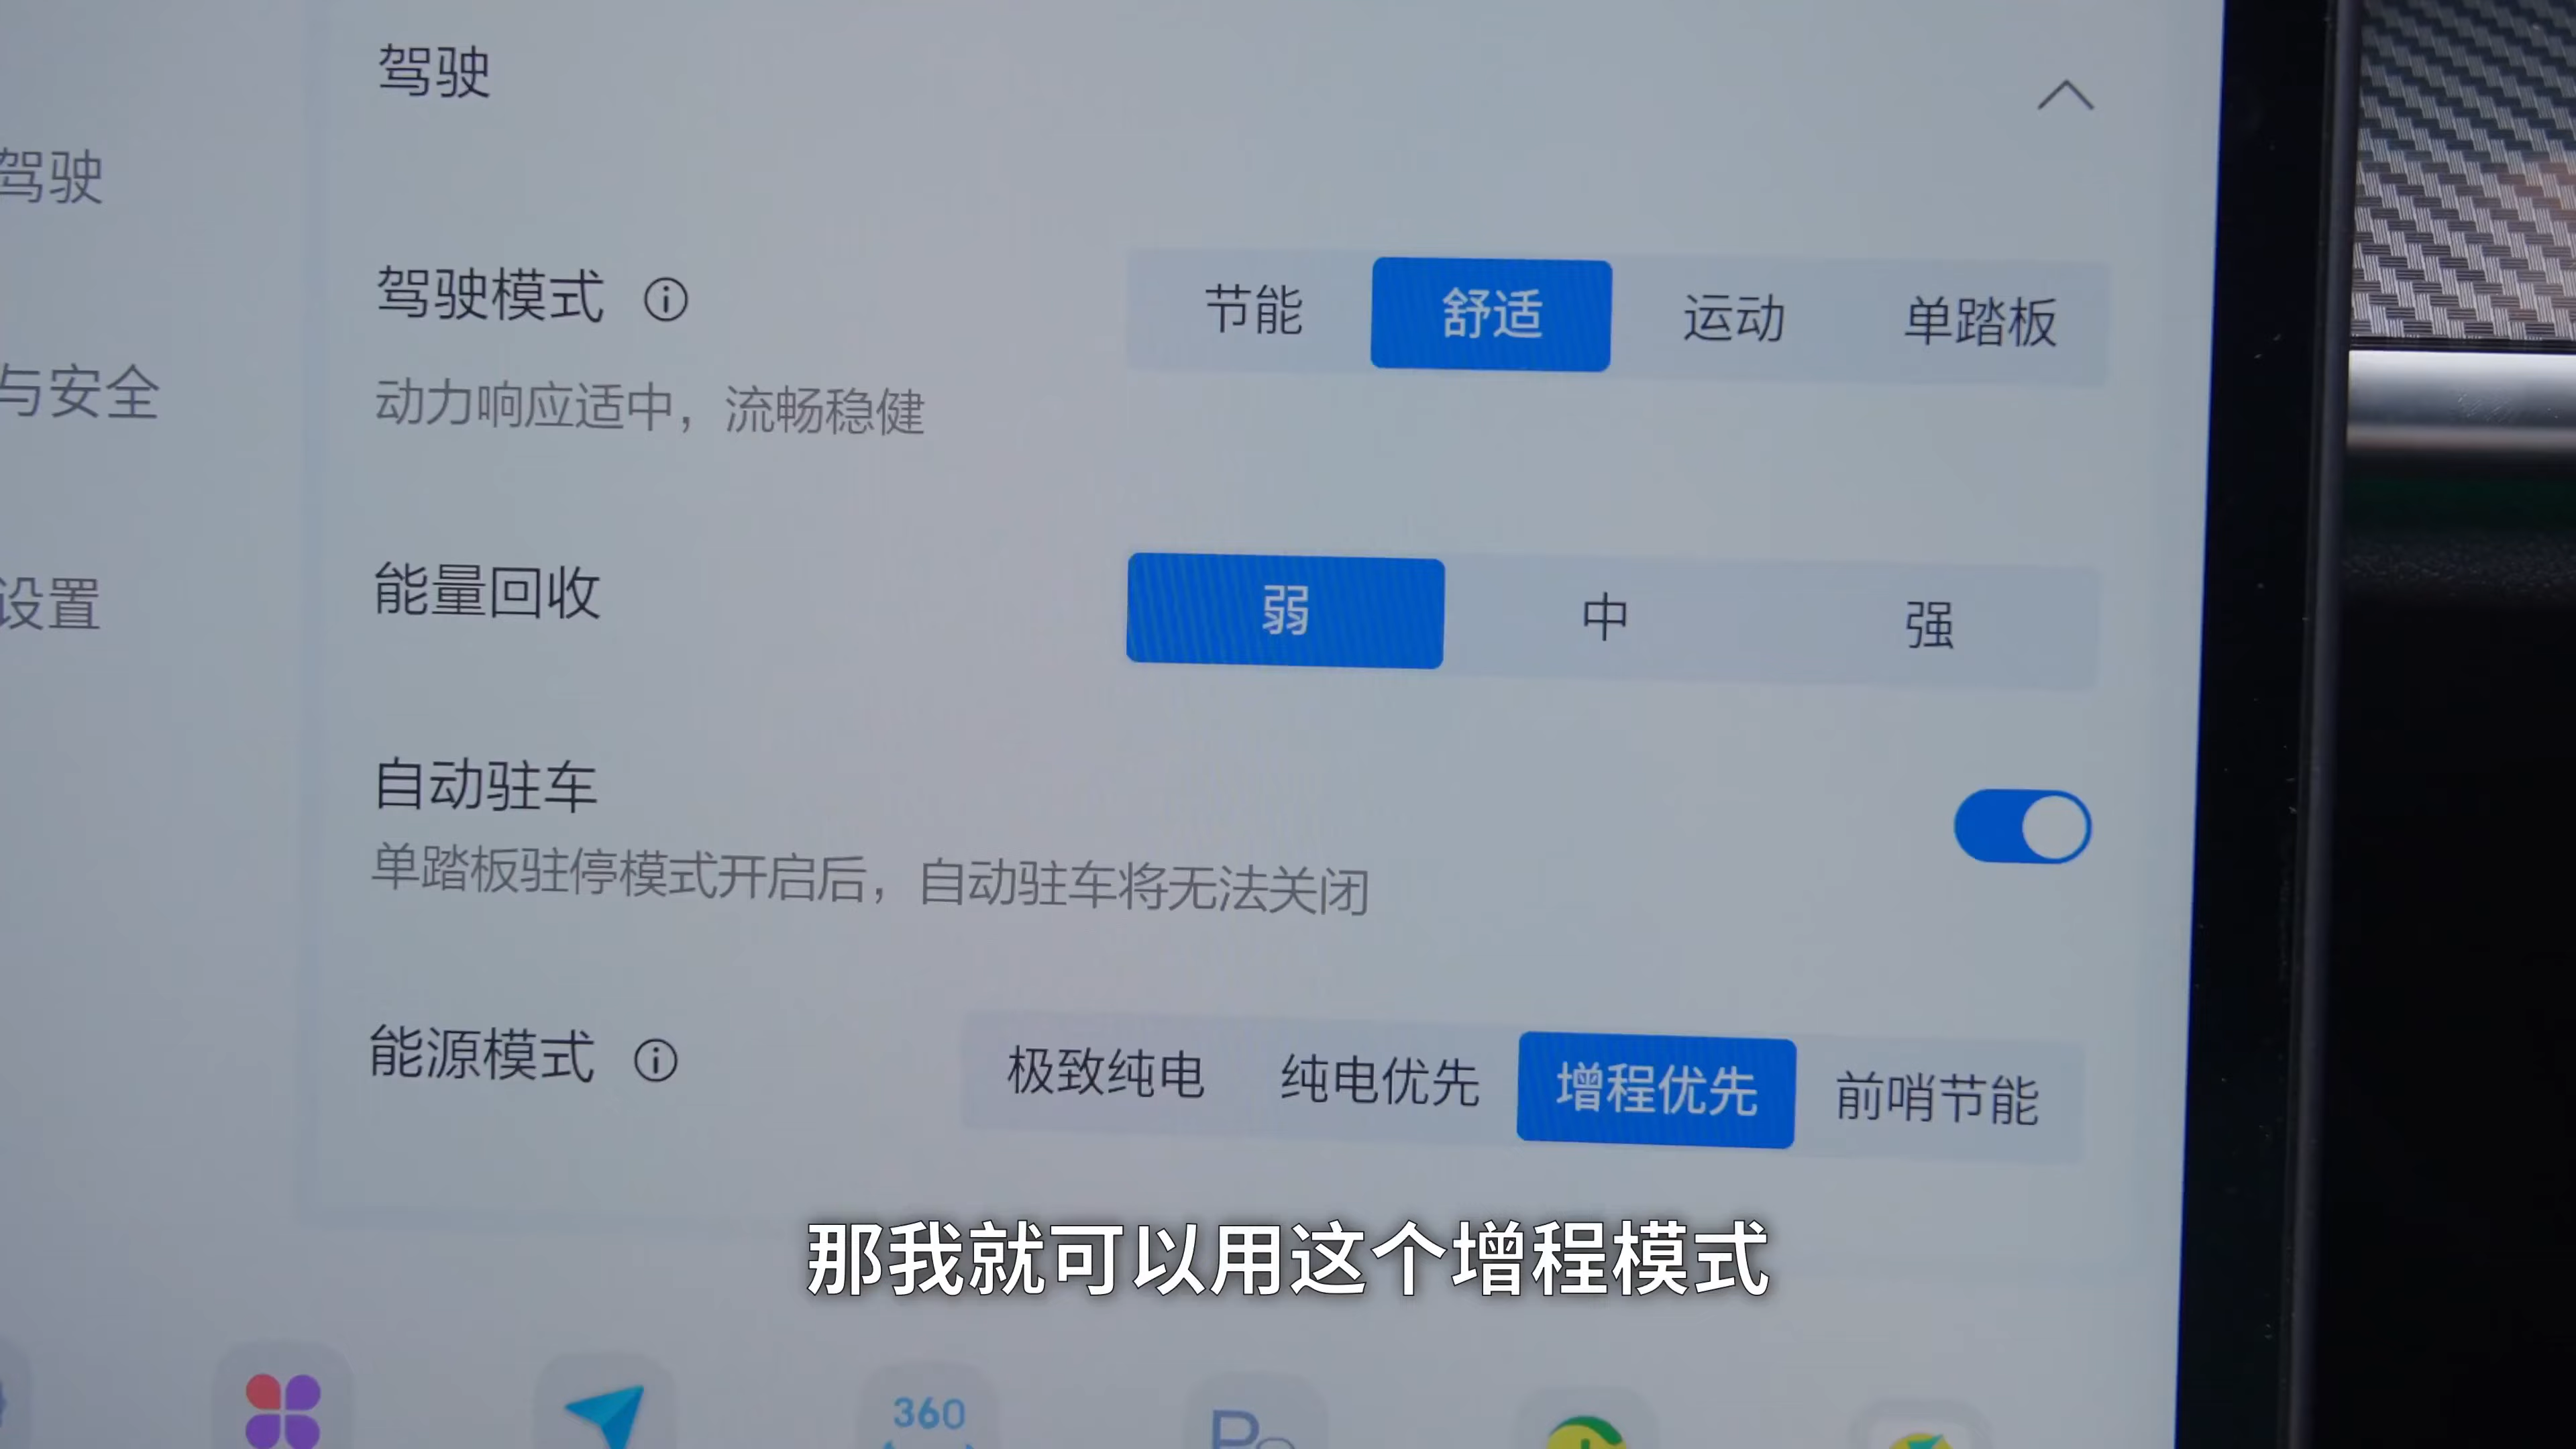 驾驶
驾驶
驾驶模式
节能
舒适
运动
单踏板
与安全
动力响应适中，流畅稳健
能量回收
弱
中
强
设置
自动驻车
单踏板驻停模式开启后，自动驻车将无法关闭
能源模式
极致纯电
纯电优先
增程优先
前哨节能
那我就可以用这个增程模式
360
P